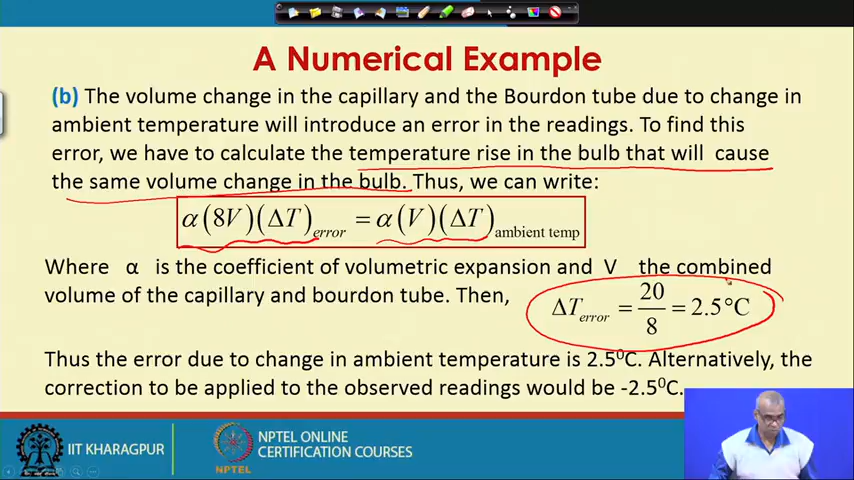 A Numerical Example
(b) The volume change in the capillary and the Bourdon tube due to change in
ambient temperature will introduce an error in the readings. To find this
error, we have to calculate the temperature rise in the bulb that will cause
the same volume change in the bulb. Thus, we can write:
α(8V)(ΔT)error = α(V)(ΔT)ambient temp
Where α is the coefficient of volumetric expansion and V the combined
volume of the capillary and bourdon tube. Then,
ΔTerror = 20/8 = 2.5°C
Thus the error due to change in ambient temperature is 2.5⁰C. Alternatively, the
correction to be applied to the observed readings would be -2.5⁰C.
IIT KHARAGPUR
NPTEL
NPTEL ONLINE
CERTIFICATION COURSES